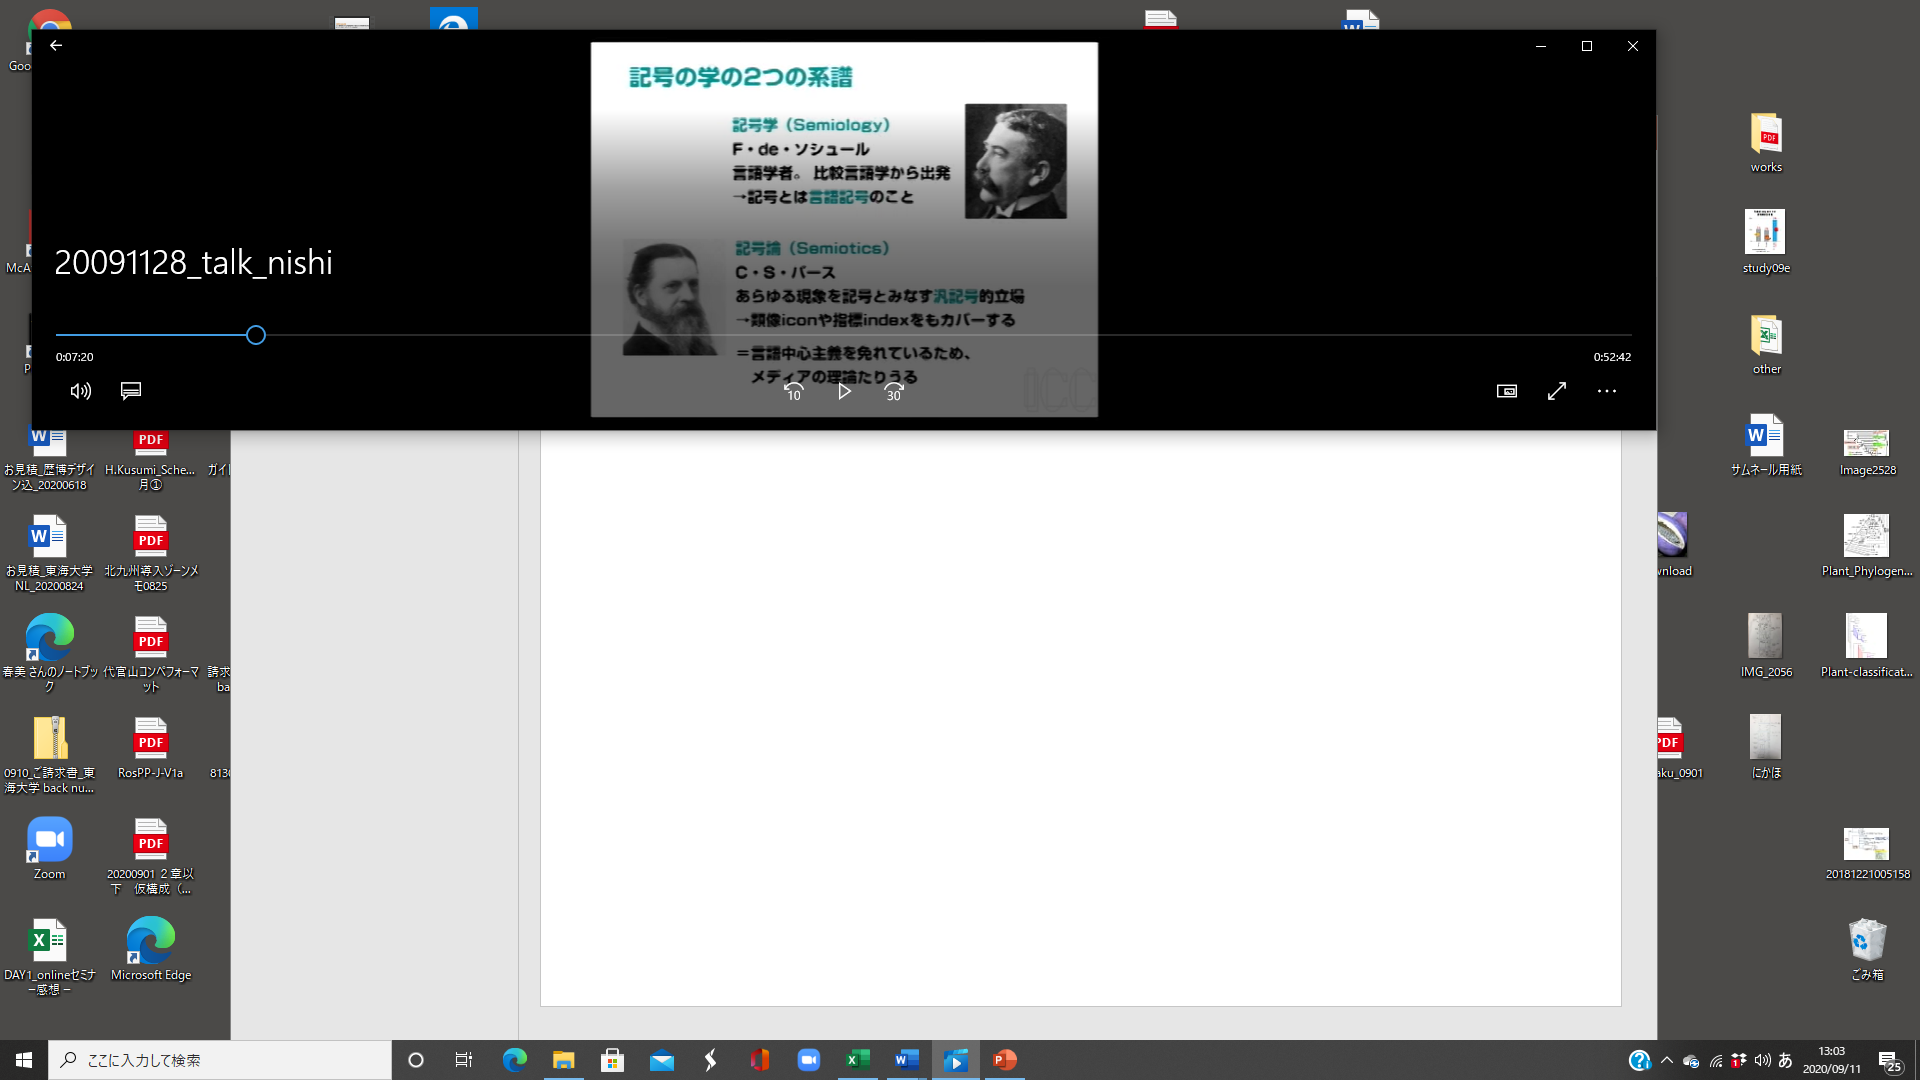 Goo
20091128_talk_nishi
0:07:20
0:52:42
10
30
記号の学の2つの系譜
記号学（Semiology）
F・de・ソシュール
言語学者。比較言語学から出発
→記号とは言語記号のこと
記号論（Semiotics）
C・S・パース
あらゆる現象を記号とみなす汎記号的立場
→類像iconや指標indexをもカバーする
＝言語中心主義を免れているため、
メディアの理論たりうる
ICC
McA
P
works
study09e
other
サムネール用紙
Image2528
wnload
Plant_Phylogen...
IMG_2056
Plant-classificat...
aku_0901
にかほ
20181221005158
ごみ箱
お見積_歴博デザイ
ン込_20200618
H.Kusumi_Sche...
月①
ガイ
お見積_東海大学
NL_20200824
北九州導入ゾーンメ
モ0825
春美 さんのノートブッ
ク
代官山コンペフォーマ
ット
請求
ba
0910_ご請求書_東
海大学 back nu...
RosPP-J-V1a
8130
Zoom
20200901 ２章以
下　仮構成（...
DAY1_onlineセミナ
ー感想 –
Microsoft Edge
PDF
PDF
PDF
PDF
PDF
PDF
PDF
ここに入力して検索
あ
13:03
2020/09/11
25